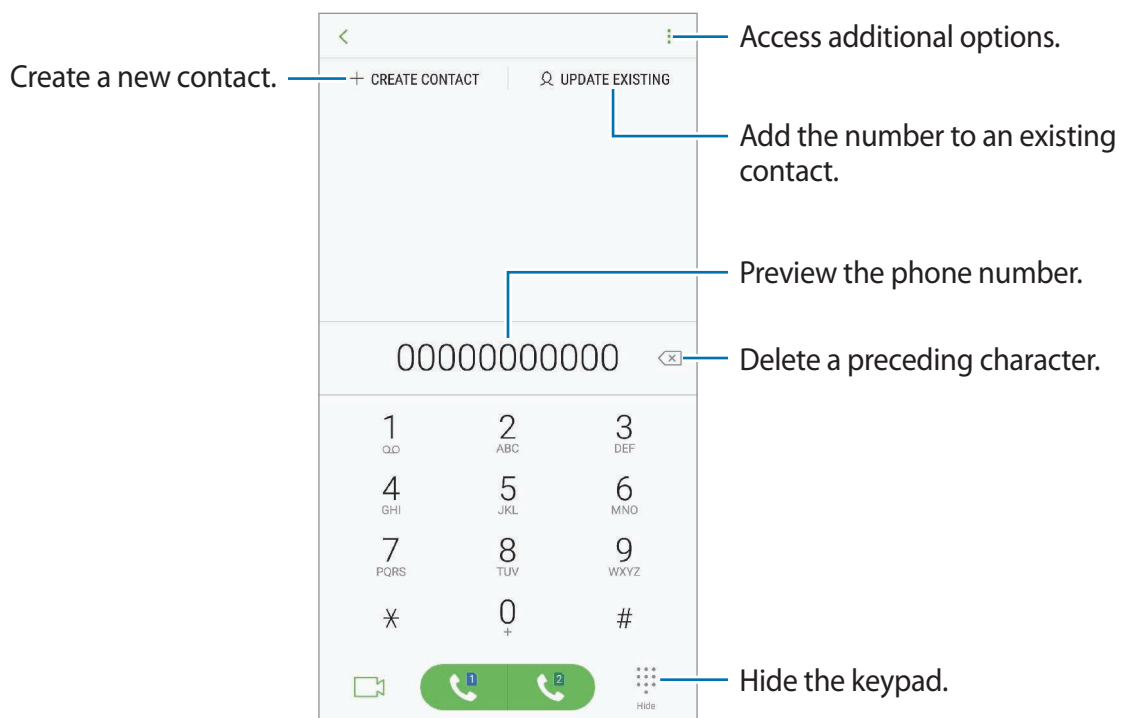 Access additional options.
Create a new contact.
CREATE CONTACT
UPDATE EXISTING
Add the number to an existing
contact.
Preview the phone number.
00000000000
Delete a preceding character.
1 2 3
ABC DEF
4 5 6
GHI JKL MNO
7 8 9
PQRS TUV WXYZ
* 0 #
+
1 2
Hide
Hide the keypad.